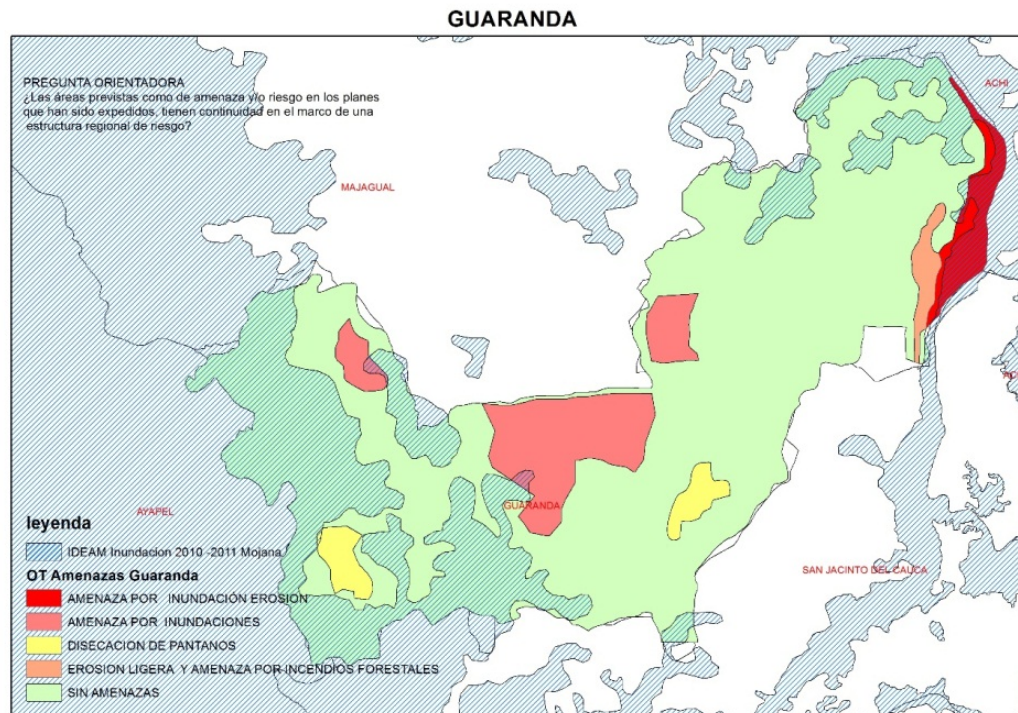 GUARANDA
PREGUNTA ORIENTADORA
¿Las áreas previstas como de amenaza y/o riesgo en los planes
que han sido expedidos, tienen continuidad en el marco de una
estructura regional de riesgo?
ACHI
MAJAGUAL
AYAPEL
GUARANDA
SAN JACINTO DEL CAUCA
leyenda
IDEAM Inundacion 2010 -2011 Mojana
OT Amenazas Guaranda
AMENAZA POR INUNDACIÓN EROSION
AMENAZA POR INUNDACIONES
DISECACION DE PANTANOS
EROSION LIGERA Y AMENAZA POR INCENDIOS FORESTALES
SIN AMENAZAS